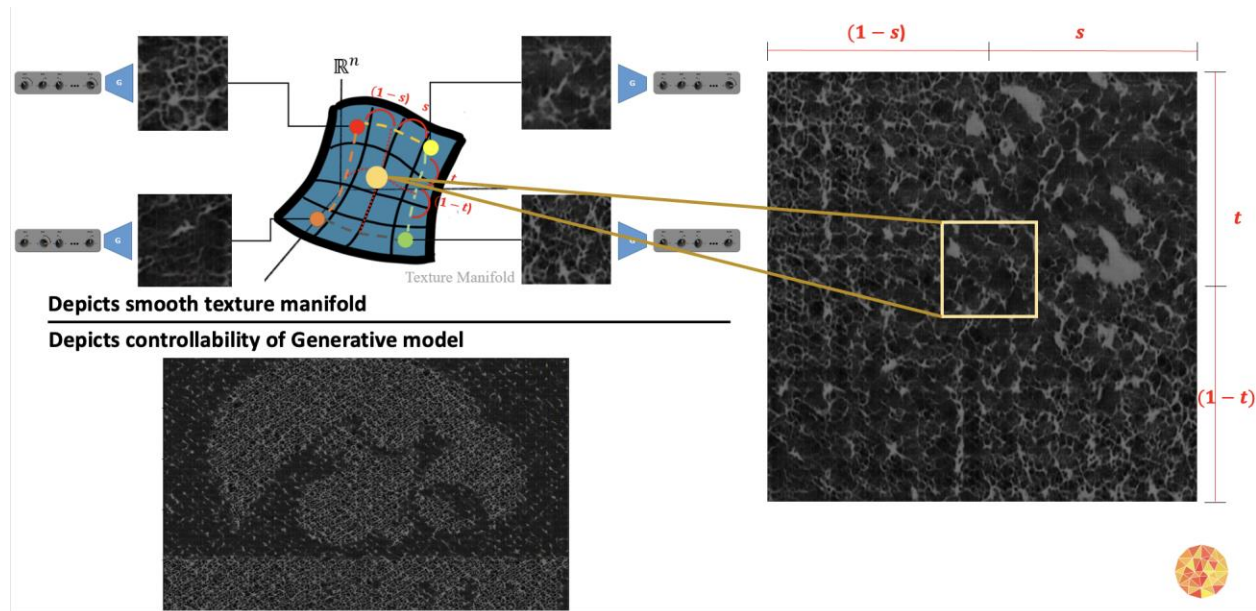 (1 − s)
s
ℝⁿ
(1 − s)
s
G
G
t
(1 − t)
t
G
G
Texture Manifold
Depicts smooth texture manifold
Depicts controllability of Generative model
(1 − t)